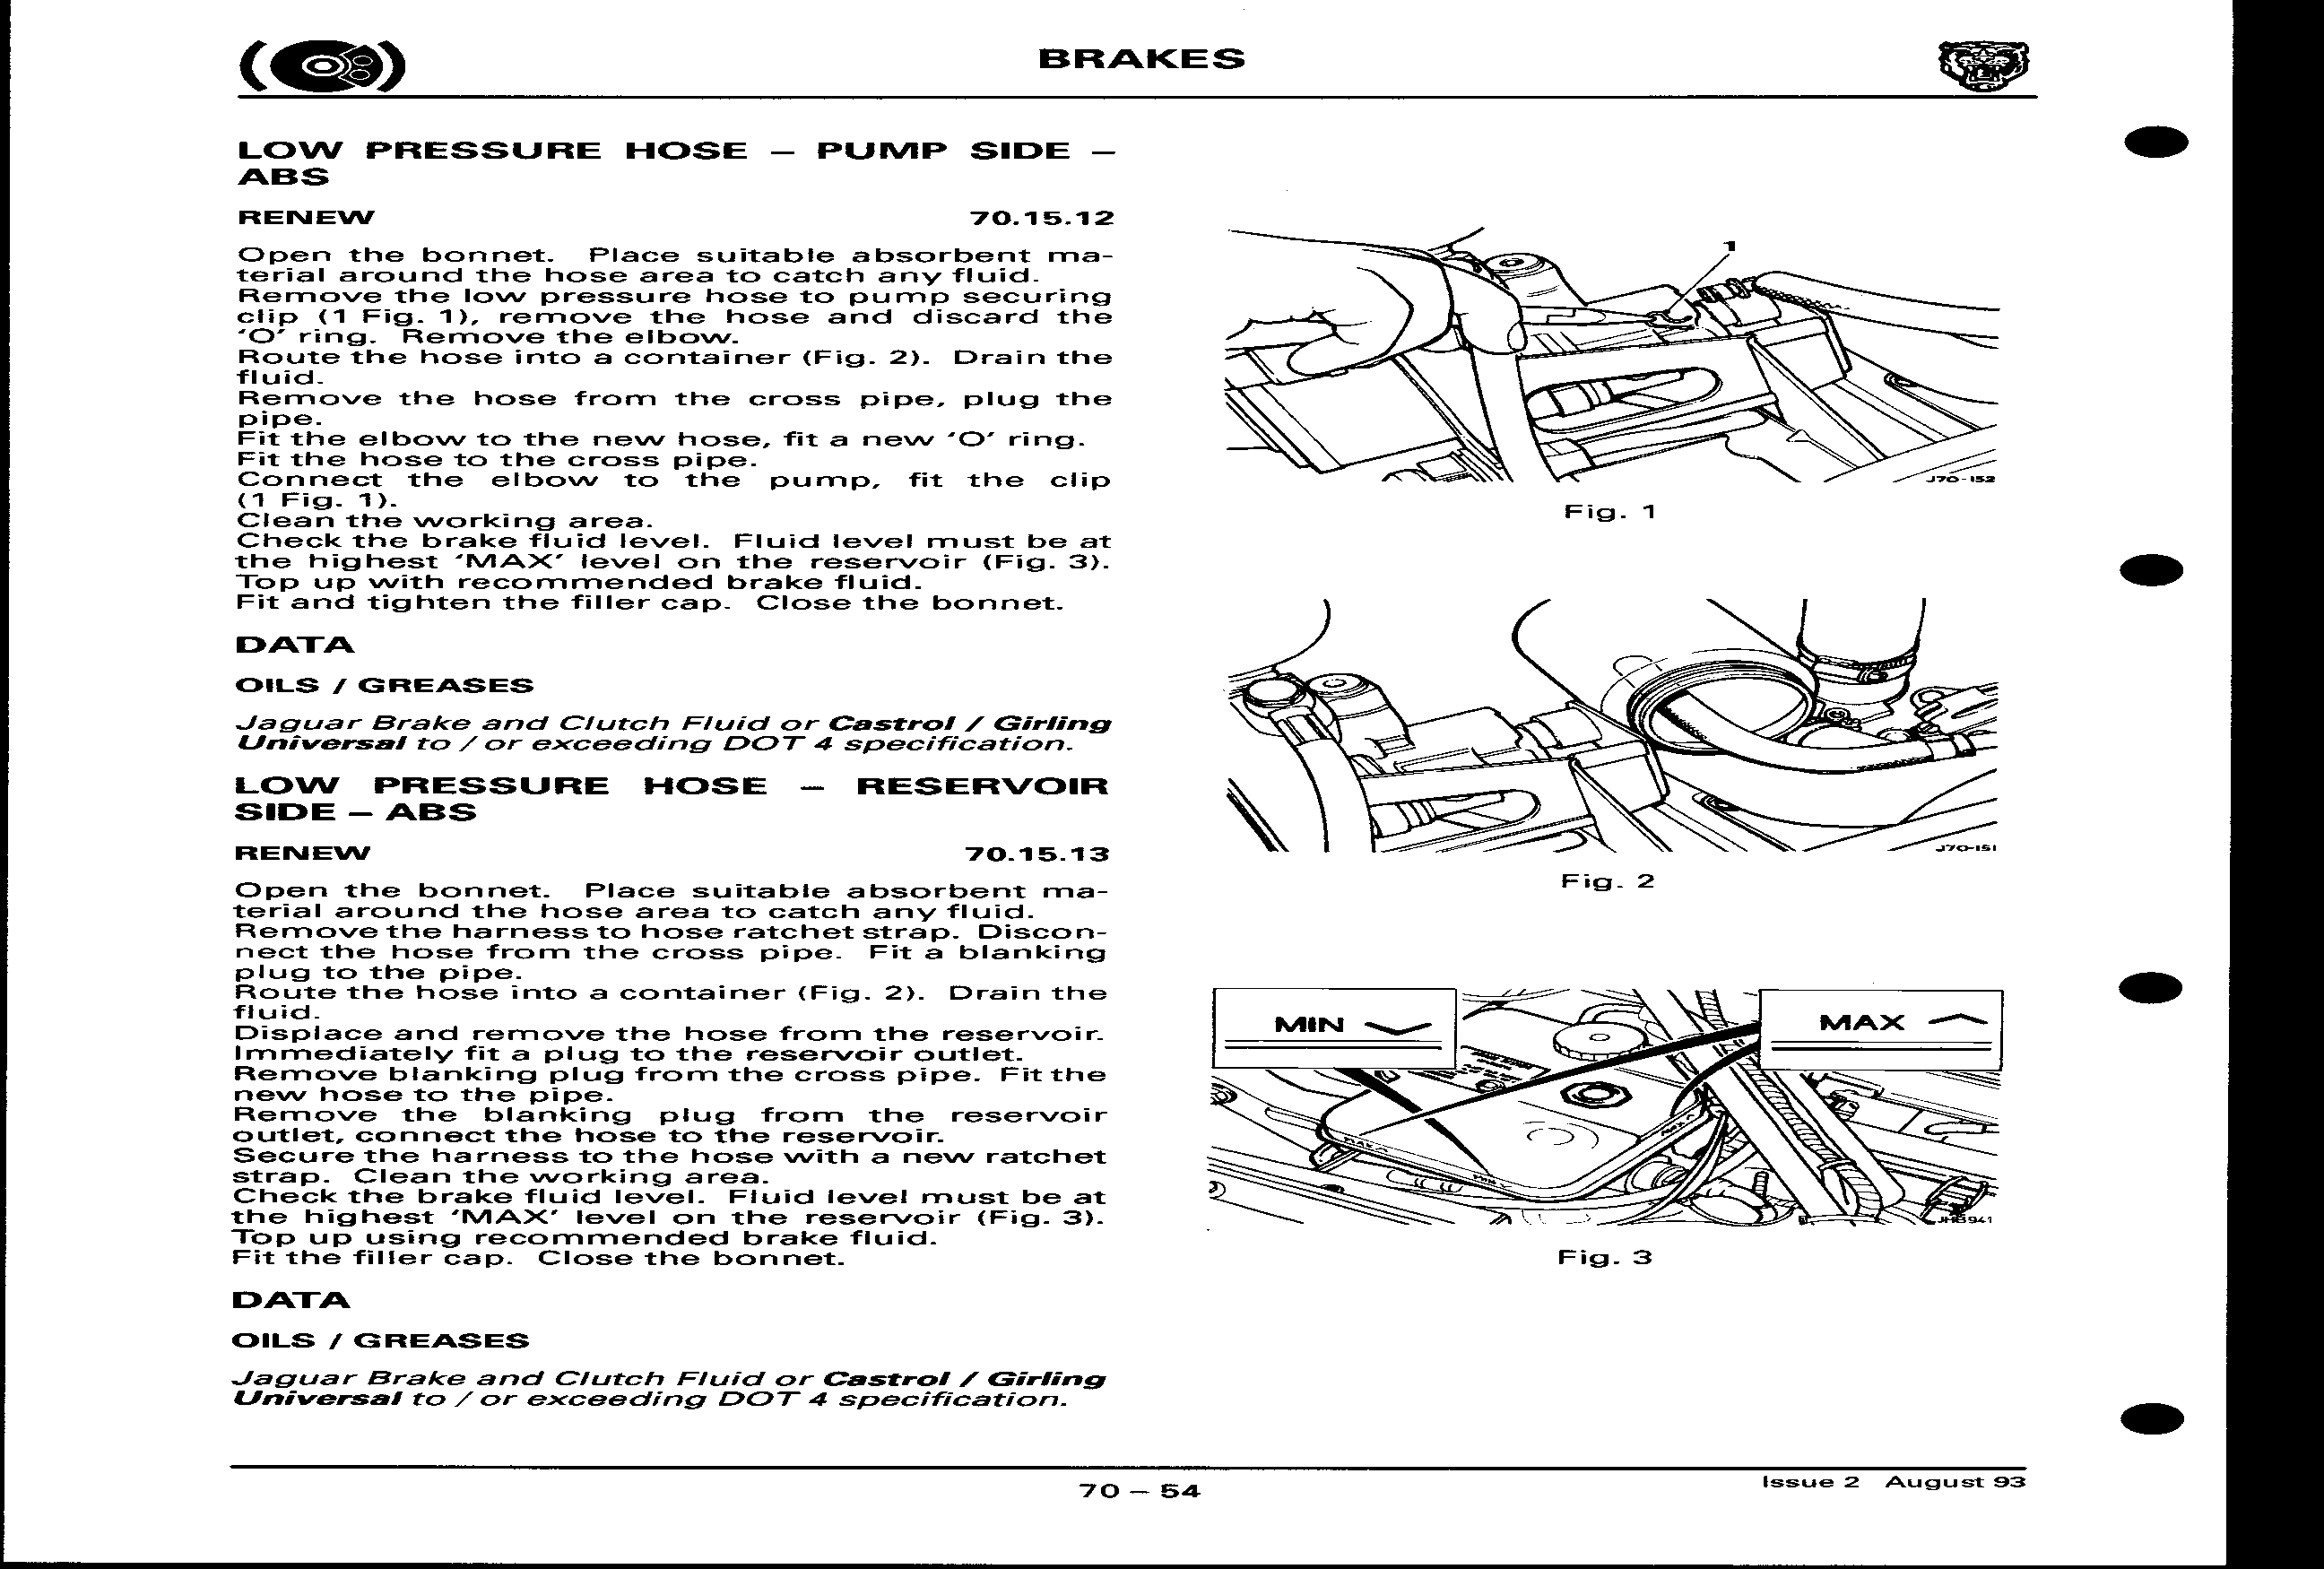 BRAKES
LOW PRESSURE HOSE – PUMP SIDE –
ABS
RENEW 70.15.12
Open the bonnet. Place suitable absorbent ma-
terial around the hose area to catch any fluid.
Remove the low pressure hose to pump securing
clip (1 Fig. 1), remove the hose and discard the
'O' ring. Remove the elbow.
Route the hose into a container (Fig. 2). Drain the
fluid.
Remove the hose from the cross pipe, plug the
pipe.
Fit the elbow to the new hose, fit a new 'O' ring.
Fit the hose to the cross pipe.
Connect the elbow to the pump, fit the clip
(1 Fig. 1).
Clean the working area.
Check the brake fluid level. Fluid level must be at
the highest 'MAX' level on the reservoir (Fig. 3).
Top up with recommended brake fluid.
Fit and tighten the filler cap. Close the bonnet.
DATA
OILS / GREASES
Jaguar Brake and Clutch Fluid or Castrol / Girling
Universal to / or exceeding DOT 4 specification.
LOW PRESSURE HOSE – RESERVOIR
SIDE – ABS
RENEW 70.15.13
Open the bonnet. Place suitable absorbent ma-
terial around the hose area to catch any fluid.
Remove the harness to hose ratchet strap. Discon-
nect the hose from the cross pipe. Fit a blanking
plug to the pipe.
Route the hose into a container (Fig. 2). Drain the
fluid.
Displace and remove the hose from the reservoir.
Immediately fit a plug to the reservoir outlet.
Remove blanking plug from the cross pipe. Fit the
new hose to the pipe.
Remove the blanking plug from the reservoir
outlet, connect the hose to the reservoir.
Secure the harness to the hose with a new ratchet
strap. Clean the working area.
Check the brake fluid level. Fluid level must be at
the highest 'MAX' level on the reservoir (Fig. 3).
Top up using recommended brake fluid.
Fit the filler cap. Close the bonnet.
DATA
OILS / GREASES
Jaguar Brake and Clutch Fluid or Castrol / Girling
Universal to / or exceeding DOT 4 specification.
1
J70-152
Fig. 1
J70-151
Fig. 2
MIN
MAX
Fig. 3
70 – 54
Issue 2 August 93